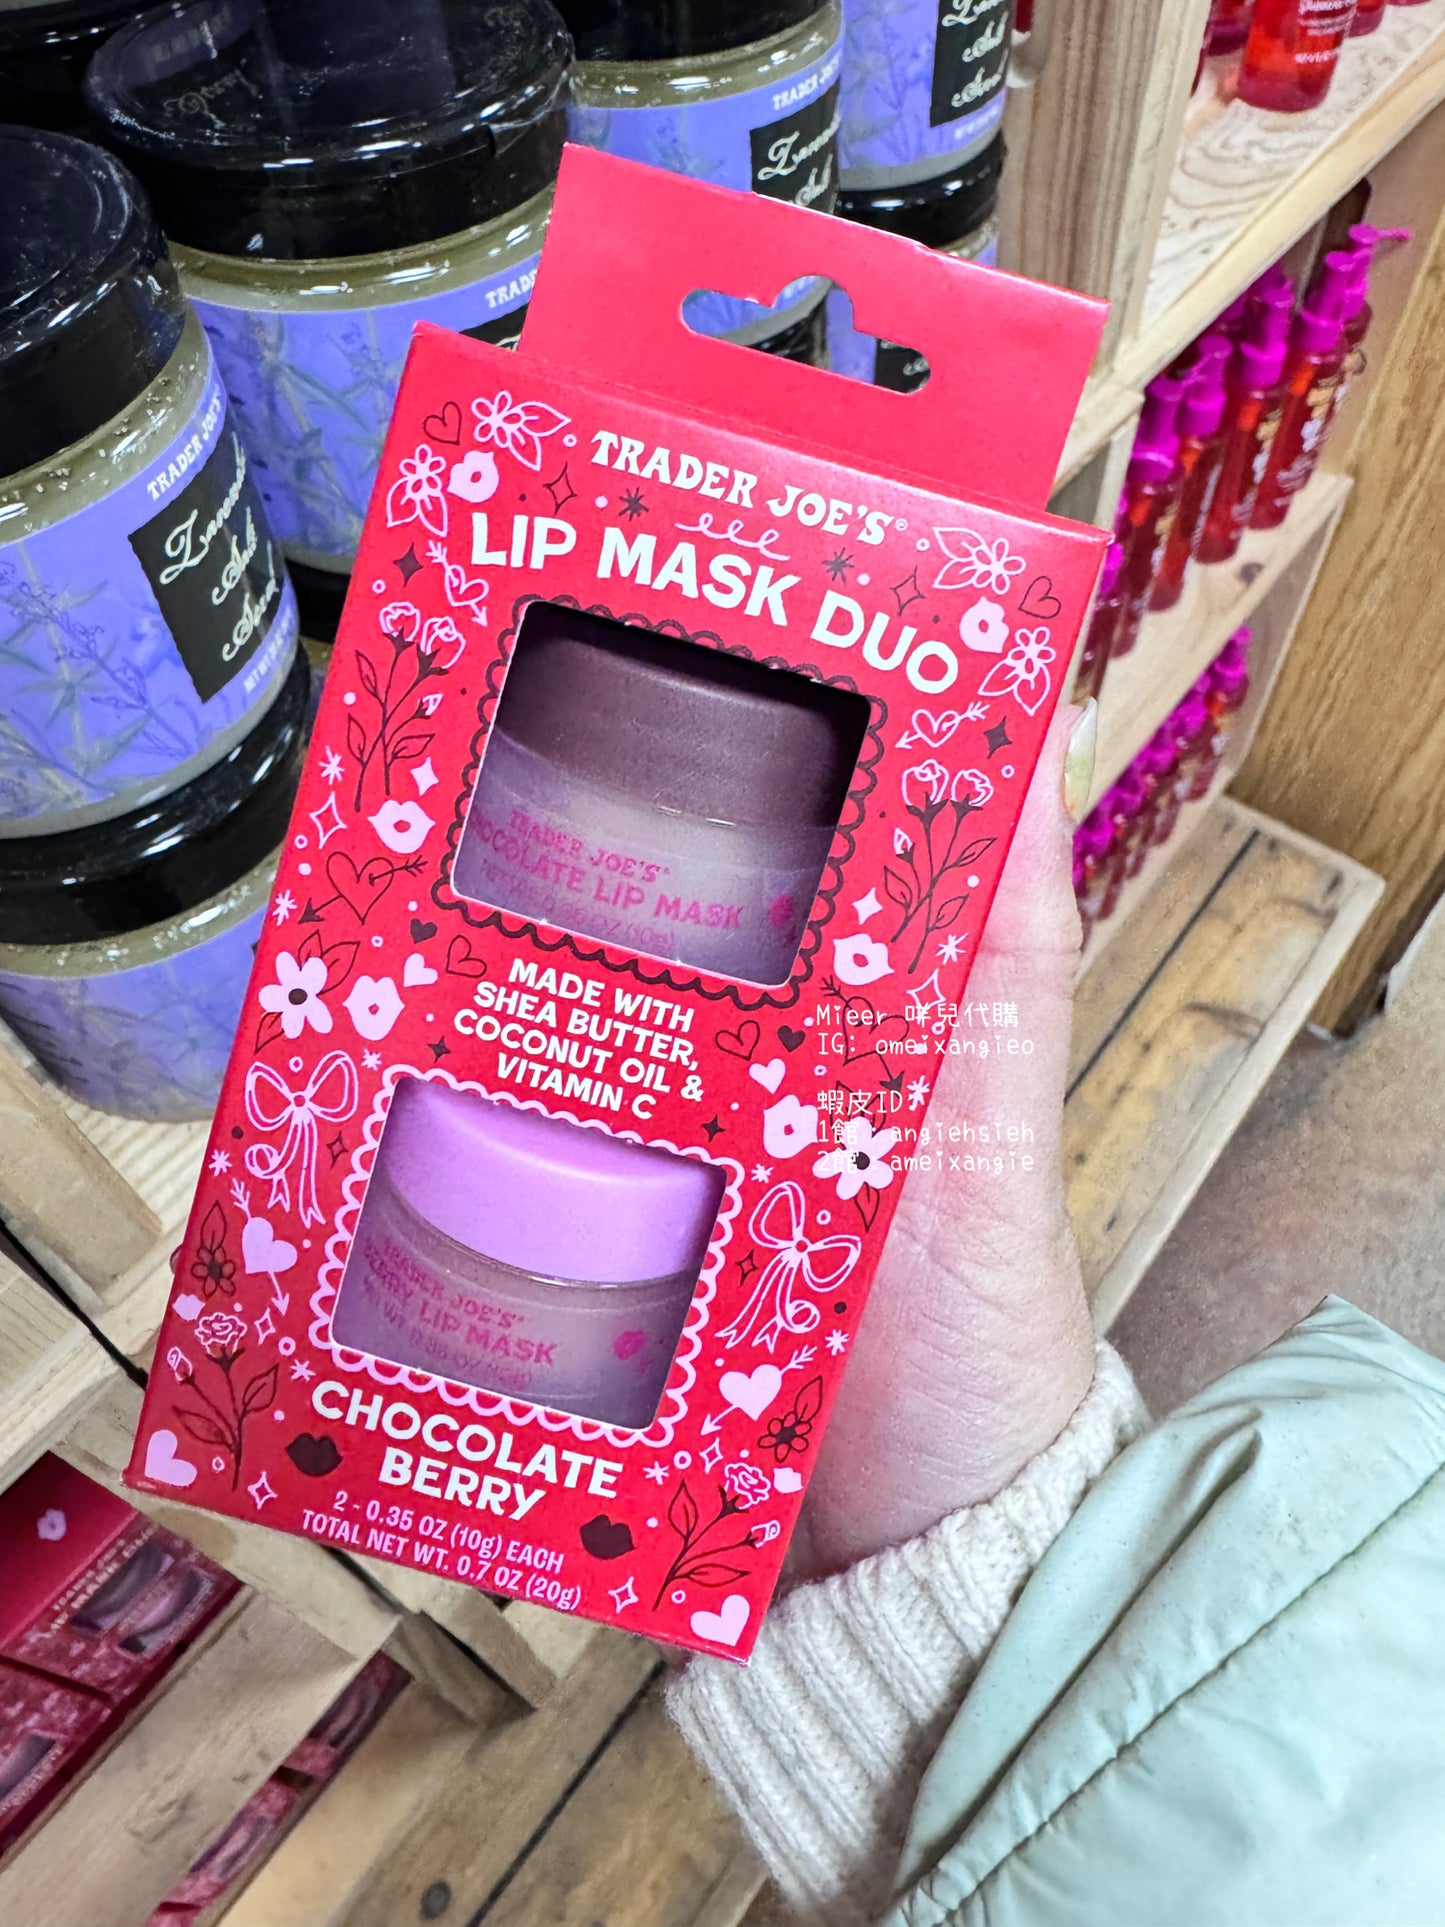 TRADER JOE'S®
LIP MASK DUO
TRADER JOE'S®
CHOCOLATE LIP MASK
MADE WITH
SHEA BUTTER,
COCONUT OIL &
VITAMIN C
TRADER JOE'S®
BERRY LIP MASK
CHOCOLATE
BERRY
2 - 0.35 OZ (10g) EACH
TOTAL NET WT. 0.7 OZ (20g)
Mieer 咩兒代購
IG: omeixangieo
蝦皮ID:
1館：angiehsieh
2館：ameixangie
TRADER JOE'S
Lavender
Salt
Scrub
TRADER JOE'S